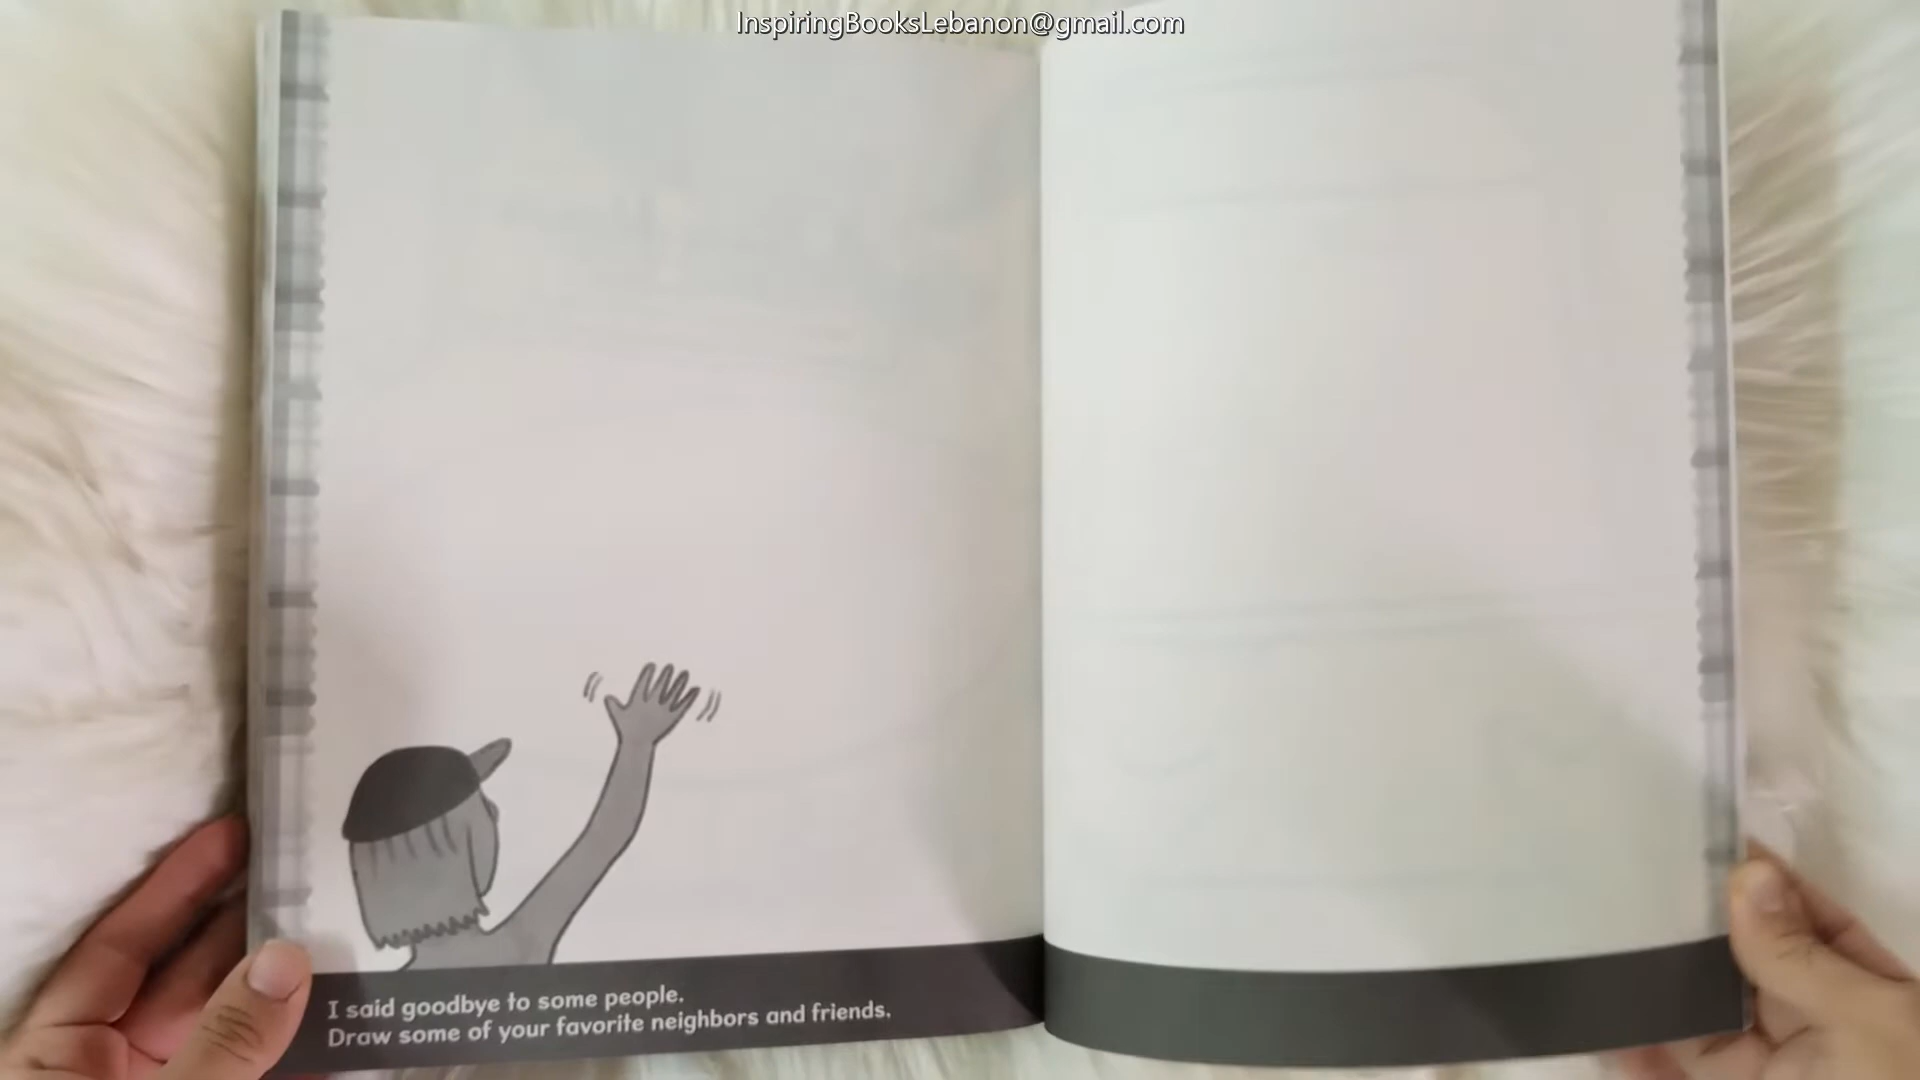 InspiringBooksLebanon@gmail.com
I said goodbye to some people.
Draw some of your favorite neighbors and friends.